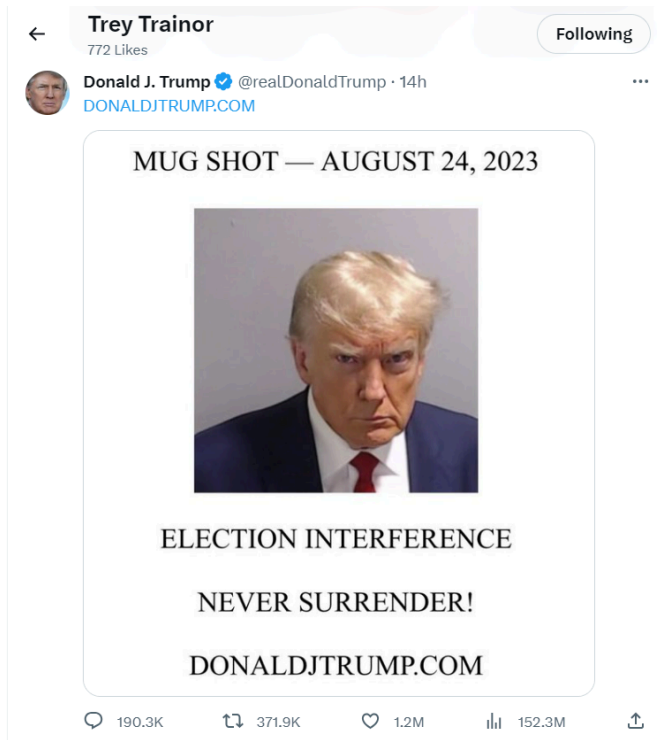 Trey Trainor
772 Likes
Following
Donald J. Trump @realDonaldTrump · 14h
DONALDJTRUMP.COM
MUG SHOT — AUGUST 24, 2023
ELECTION INTERFERENCE
NEVER SURRENDER!
DONALDJTRUMP.COM
190.3K 371.9K 1.2M 152.3M